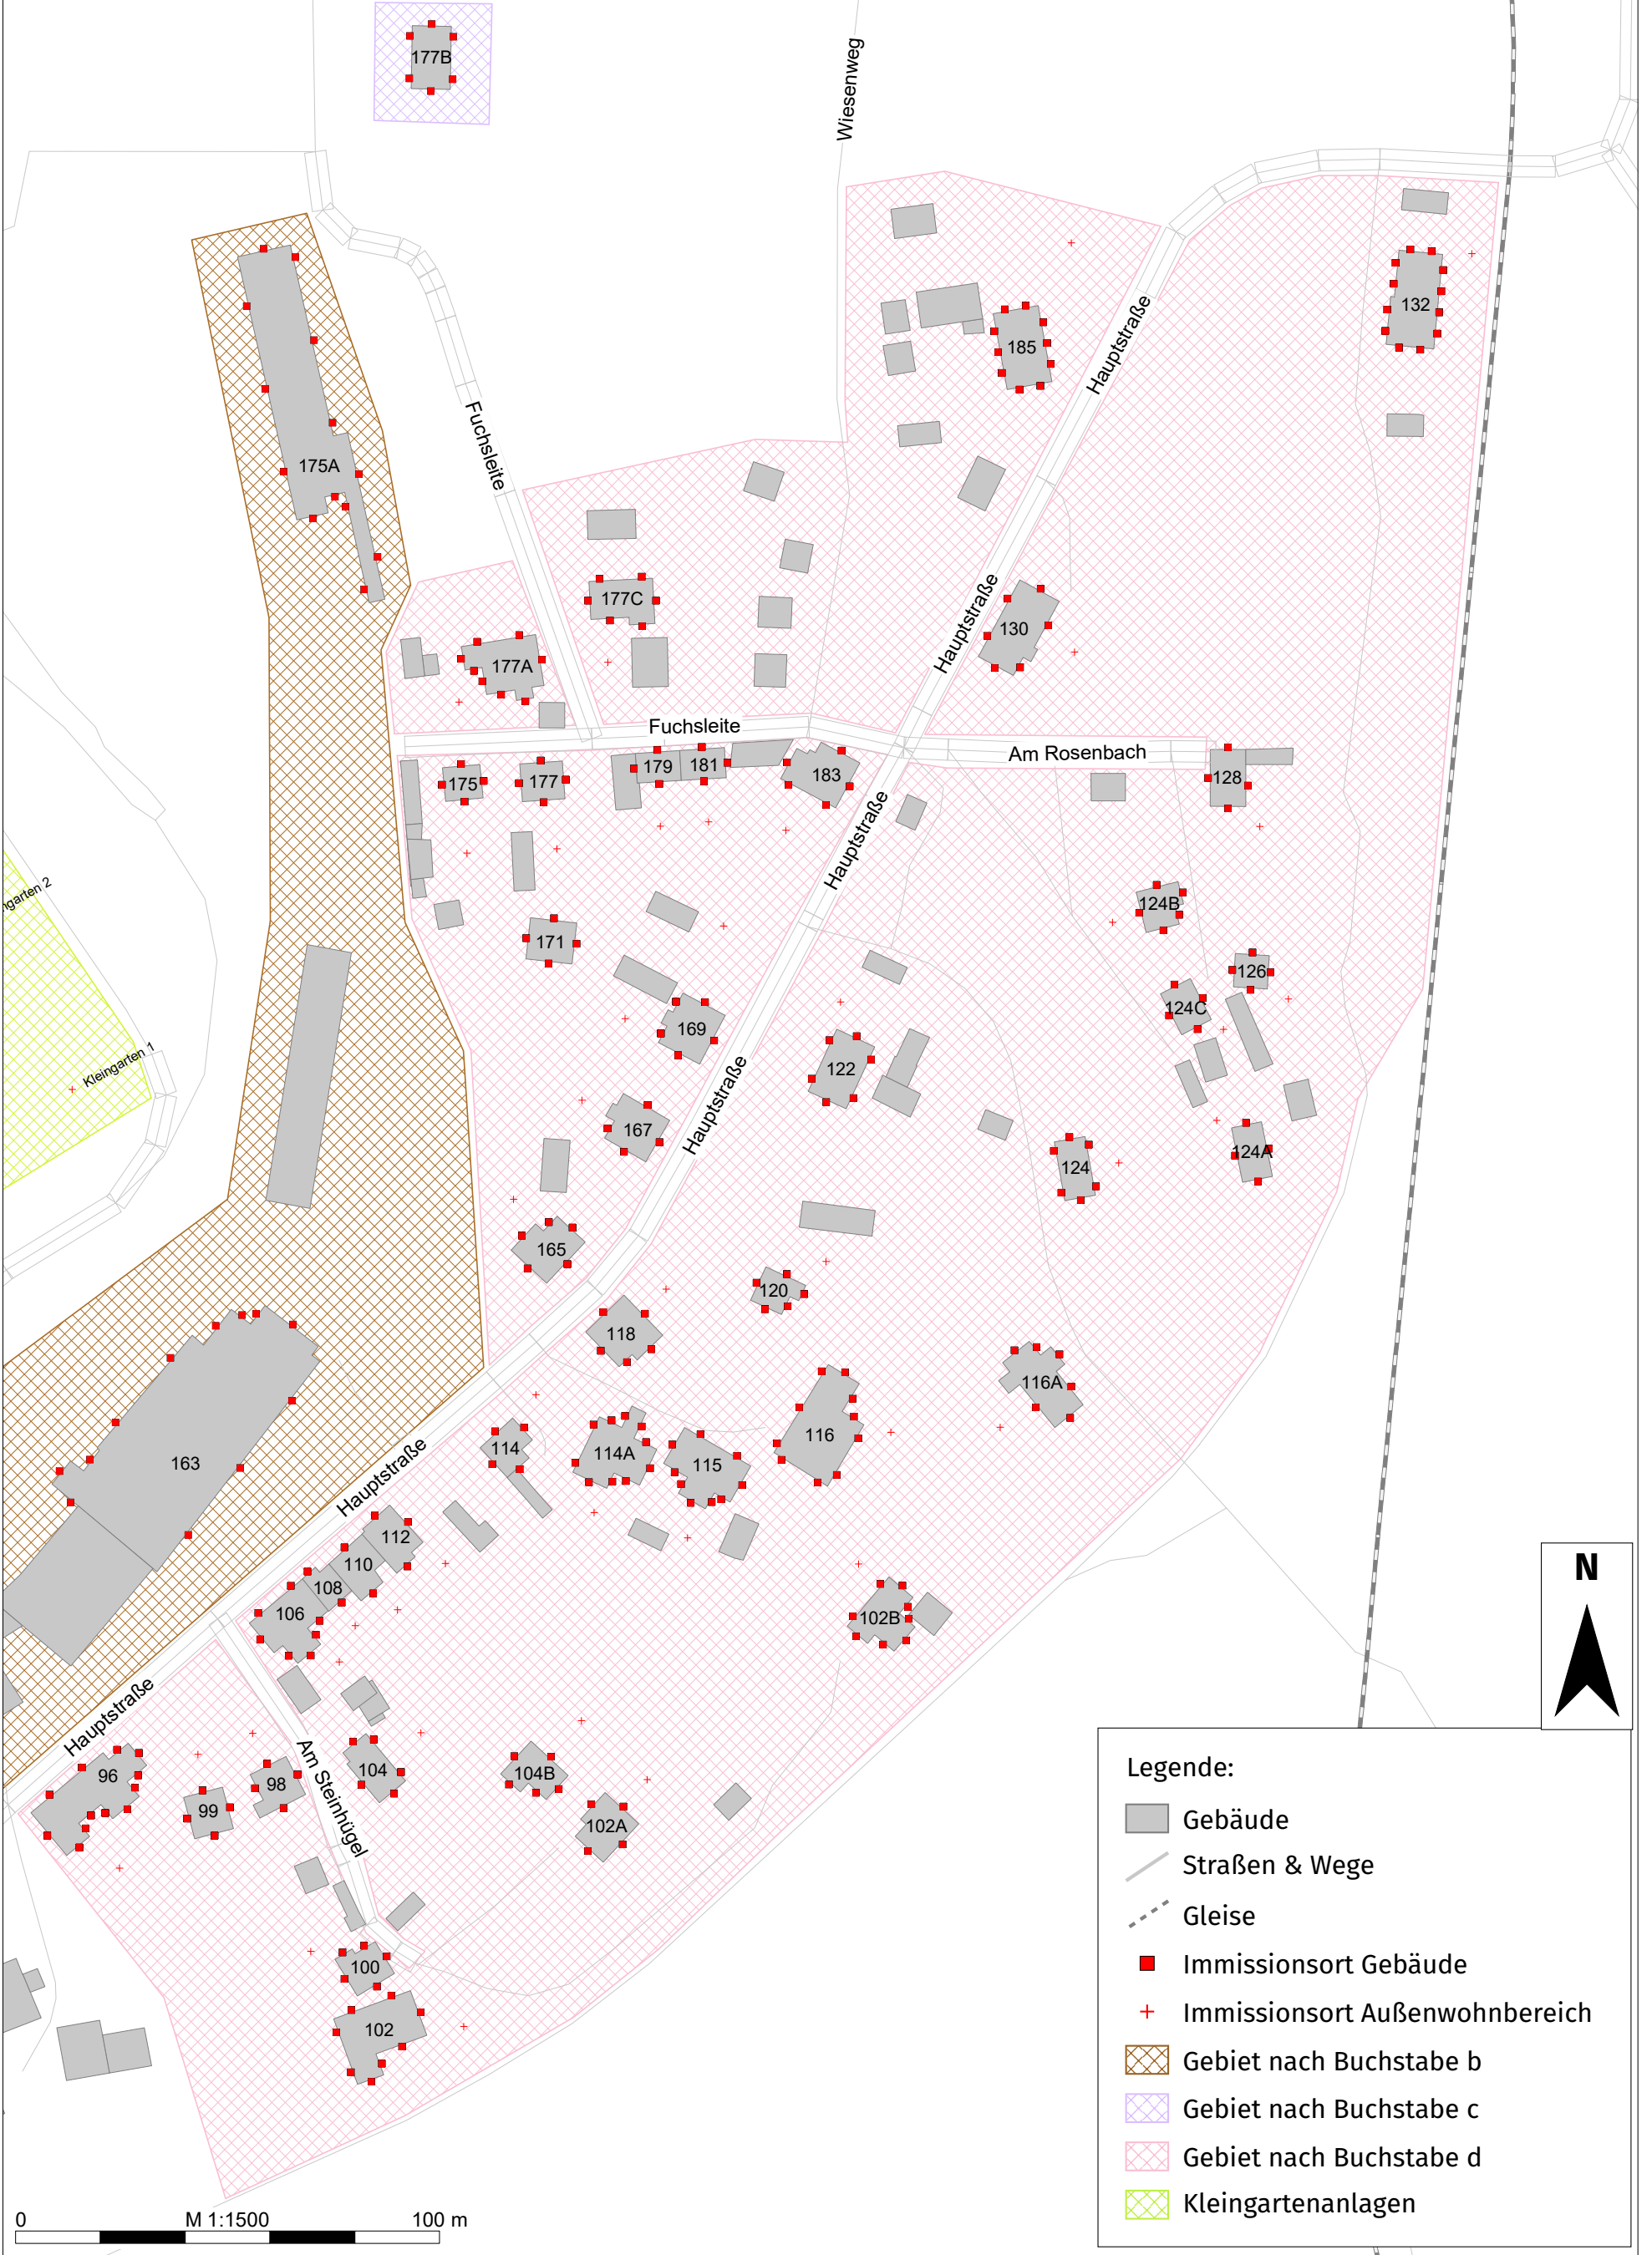 177B
Wiesenweg
132
185
Hauptstraße
Fuchsleite
175A
177C
130
Hauptstraße
177A
Fuchsleite
Am Rosenbach
175
177
179
181
183
128
Hauptstraße
ngarten 2
124B
171
126
124C
169
Kleingarten 1
122
Hauptstraße
167
124
124A
165
120
118
116A
116
114
114A
115
163
Hauptstraße
112
110
108
106
102B
N
Hauptstraße
96
98
99
Am Steinhügel
104
104B
102A
100
102
Legende:
Gebäude
Straßen & Wege
Gleise
Immissionsort Gebäude
Immissionsort Außenwohnbereich
Gebiet nach Buchstabe b
Gebiet nach Buchstabe c
Gebiet nach Buchstabe d
Kleingartenanlagen
0 M 1:1500 100 m